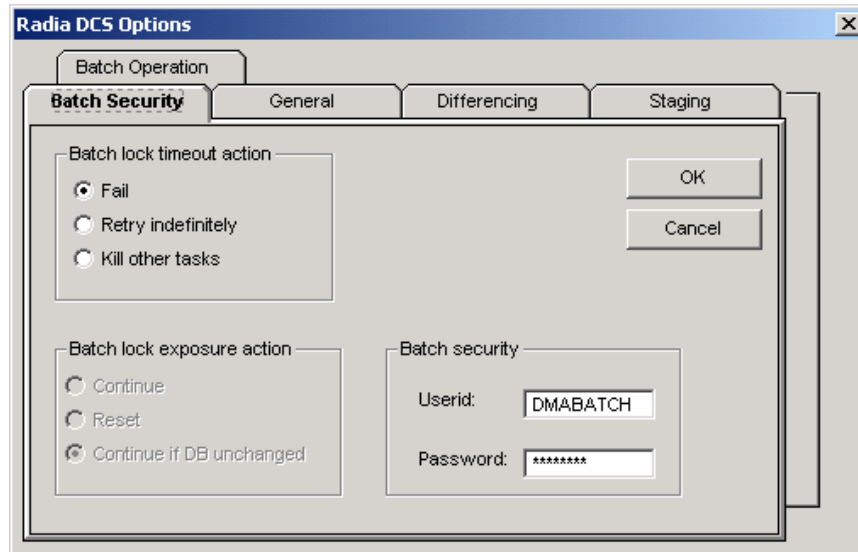 Radia DCS Options
Batch Operation
Batch Security
General
Differencing
Staging
Batch lock timeout action
Fail
Retry indefinitely
Kill other tasks
OK
Cancel
Batch lock exposure action
Continue
Reset
Continue if DB unchanged
Batch security
Userid: DMABATCH
Password: ********